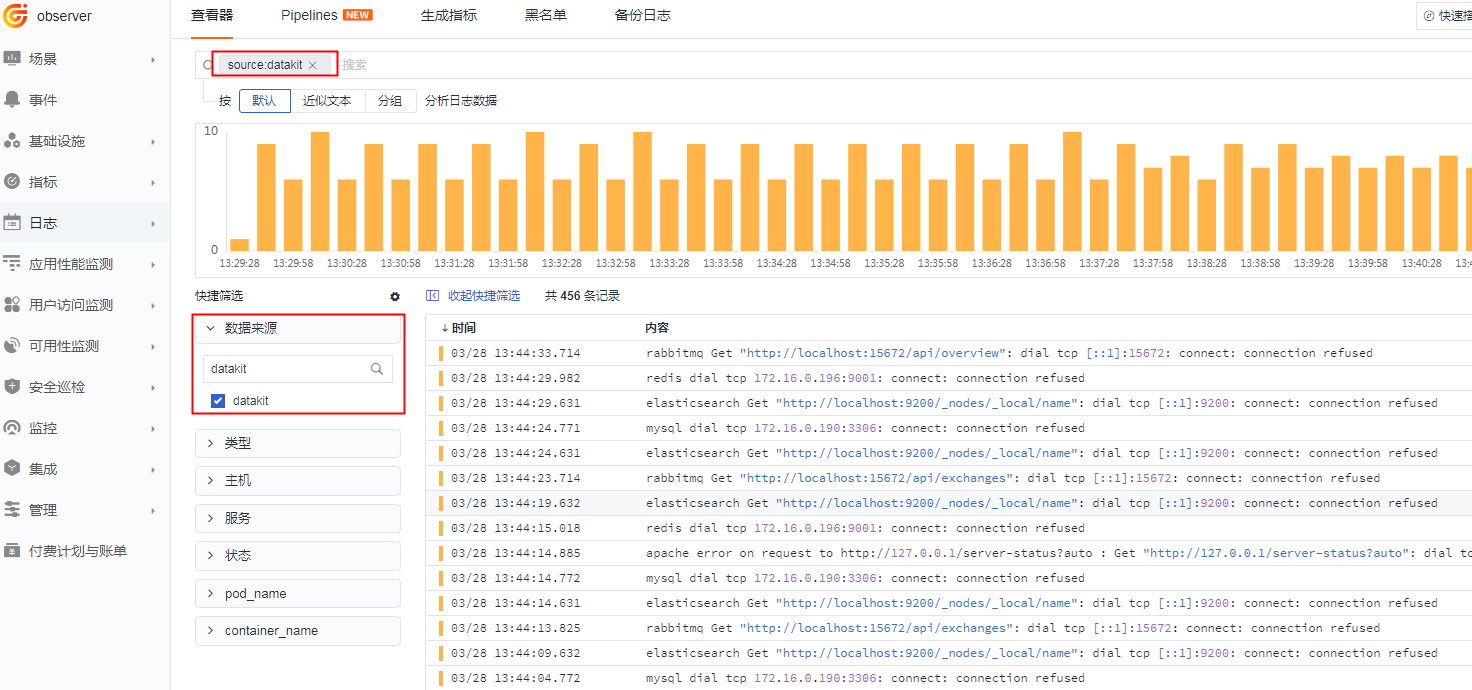 observer
查看器
Pipelines NEW
生成指标
黑名单
备份日志
场景
事件
基础设施
指标
日志
应用性能监测
用户访问监测
可用性监测
安全巡检
监控
集成
管理
付费计划与账单
source:datakit × 搜索
按 默认 近似文本 分组 分析日志数据
10
0
13:29:28 13:29:58 13:30:28 13:30:58 13:31:28 13:31:58 13:32:28 13:32:58 13:33:28 13:33:58 13:34:28 13:34:58 13:35:28 13:35:58 13:36:28 13:36:58 13:37:28 13:37:58 13:38:28 13:38:58 13:39:28 13:39:58 13:40:28
快捷筛选
数据来源
datakit
datakit
类型
主机
服务
状态
pod_name
container_name
收起快捷筛选 共 456 条记录
↓时间 内容
03/28 13:44:33.714 rabbitmq Get "http://localhost:15672/api/overview": dial tcp [::1]:15672: connect: connection refused
03/28 13:44:29.982 redis dial tcp 172.16.0.196:9001: connect: connection refused
03/28 13:44:29.631 elasticsearch Get "http://localhost:9200/_nodes/_local/name": dial tcp [::1]:9200: connect: connection refused
03/28 13:44:24.771 mysql dial tcp 172.16.0.190:3306: connect: connection refused
03/28 13:44:24.631 elasticsearch Get "http://localhost:9200/_nodes/_local/name": dial tcp [::1]:9200: connect: connection refused
03/28 13:44:23.714 rabbitmq Get "http://localhost:15672/api/exchanges": dial tcp [::1]:15672: connect: connection refused
03/28 13:44:19.632 elasticsearch Get "http://localhost:9200/_nodes/_local/name": dial tcp [::1]:9200: connect: connection refused
03/28 13:44:15.018 redis dial tcp 172.16.0.196:9001: connect: connection refused
03/28 13:44:14.885 apache error on request to http://127.0.0.1/server-status?auto : Get "http://127.0.0.1/server-status?auto": dial
03/28 13:44:14.772 mysql dial tcp 172.16.0.190:3306: connect: connection refused
03/28 13:44:14.631 elasticsearch Get "http://localhost:9200/_nodes/_local/name": dial tcp [::1]:9200: connect: connection refused
03/28 13:44:13.825 rabbitmq Get "http://localhost:15672/api/exchanges": dial tcp [::1]:15672: connect: connection refused
03/28 13:44:09.632 elasticsearch Get "http://localhost:9200/_nodes/_local/name": dial tcp [::1]:9200: connect: connection refused
03/28 13:44:04.772 mysql dial tcp 172.16.0.190:3306: connect: connection refused